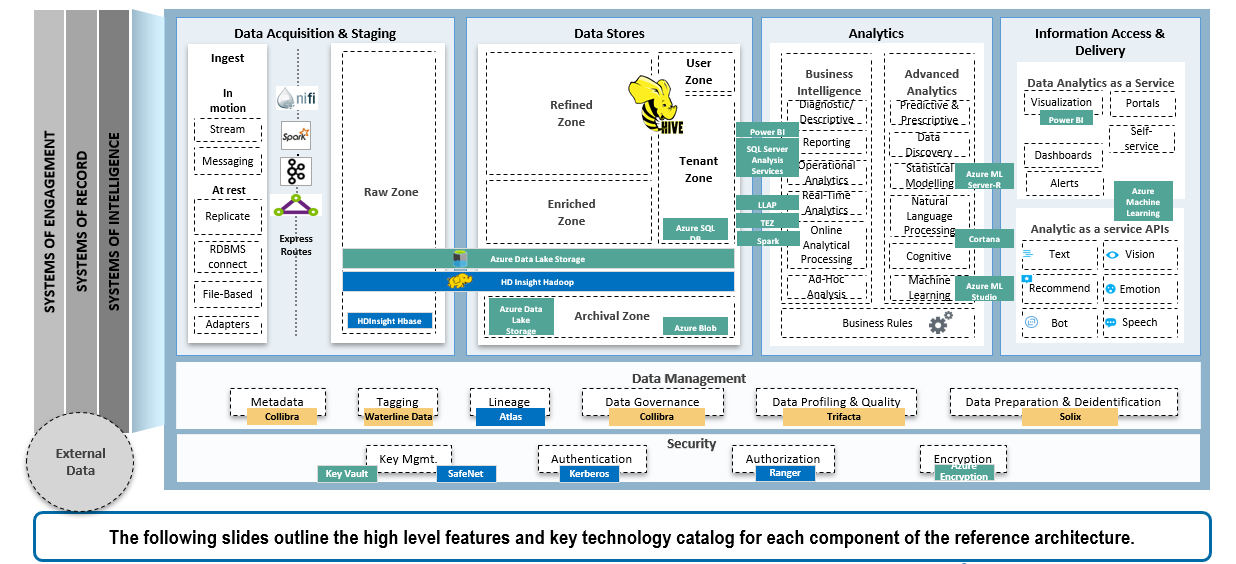 SYSTEMS OF ENGAGEMENT
SYSTEMS OF RECORD
SYSTEMS OF INTELLIGENCE
External
Data
Data Acquisition & Staging
Ingest
In
motion
Stream
Messaging
At rest
Replicate
RDBMS
connect
File-Based
Adapters
nifi
Spark
Express
Routes
Raw Zone
HDInsight Hbase
Data Stores
Refined
Zone
Enriched
Zone
User
Zone
HIVE
Tenant
Zone
Azure SQL
DB
Azure Data Lake Storage
HD Insight Hadoop
Azure Data
Lake
Storage
Archival Zone
Azure Blob
Power BI
SQL Server
Analysis
Services
LLAP
TEZ
Spark
Analytics
Business
Intelligence
Diagnostic/
Descriptive
Reporting
Operational
Analytics
Real-Time
Analytics
Online
Analytical
Processing
Ad-Hoc
Analysis
Advanced
Analytics
Predictive &
Prescriptive
Data
Discovery
Statistical
Modelling
Natural
Language
Processing
Cognitive
Machine
Learning
Business Rules
Azure ML
Server-R
Cortana
Azure ML
Studio
Information Access &
Delivery
Data Analytics as a Service
Visualization
Power BI
Portals
Self-
service
Dashboards
Alerts
Azure
Machine
Learning
Analytic as a service APIs
Text
Vision
Recommend
Emotion
Bot
Speech
Data Management
Metadata
Collibra
Tagging
Waterline Data
Lineage
Atlas
Data Governance
Collibra
Data Profiling & Quality
Trifacta
Data Preparation & Deidentification
Solix
Security
Key Mgmt.
Key Vault
SafeNet
Authentication
Kerberos
Authorization
Ranger
Encryption
Azure
Encryption
The following slides outline the high level features and key technology catalog for each component of the reference architecture.